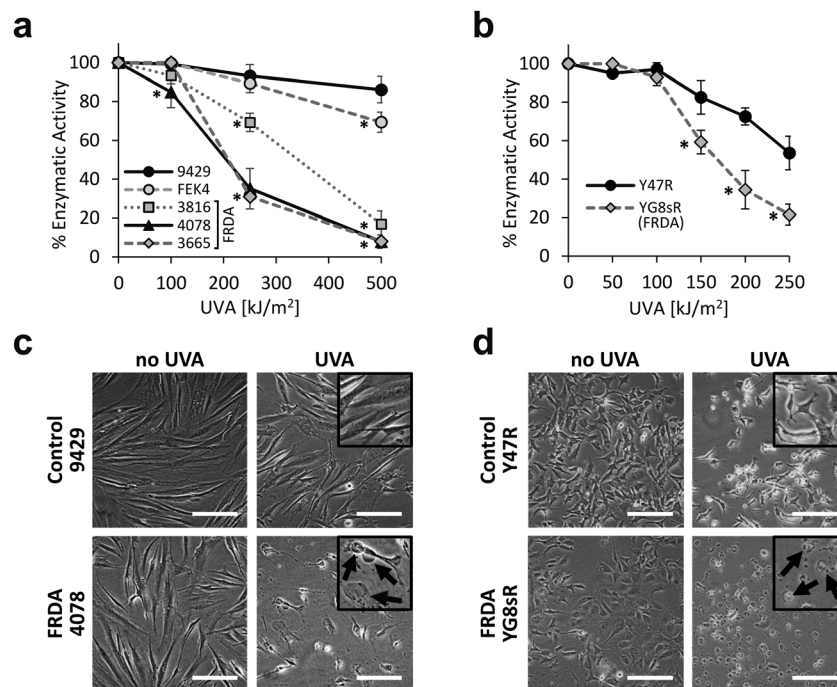 a
% Enzymatic Activity
100
80
60
40
20
0
*
*
*
*
*
*
*
9429
FEK4
3816
4078
3665
FRDA
0
100
200
300
400
500
UVA [kJ/m²]
b
% Enzymatic Activity
100
80
60
40
20
0
*
*
*
Y47R
YG8sR
(FRDA)
0
50
100
150
200
250
UVA [kJ/m²]
c
no UVA
UVA
Control
9429
FRDA
4078
d
no UVA
UVA
Control
Y47R
FRDA
YG8sR